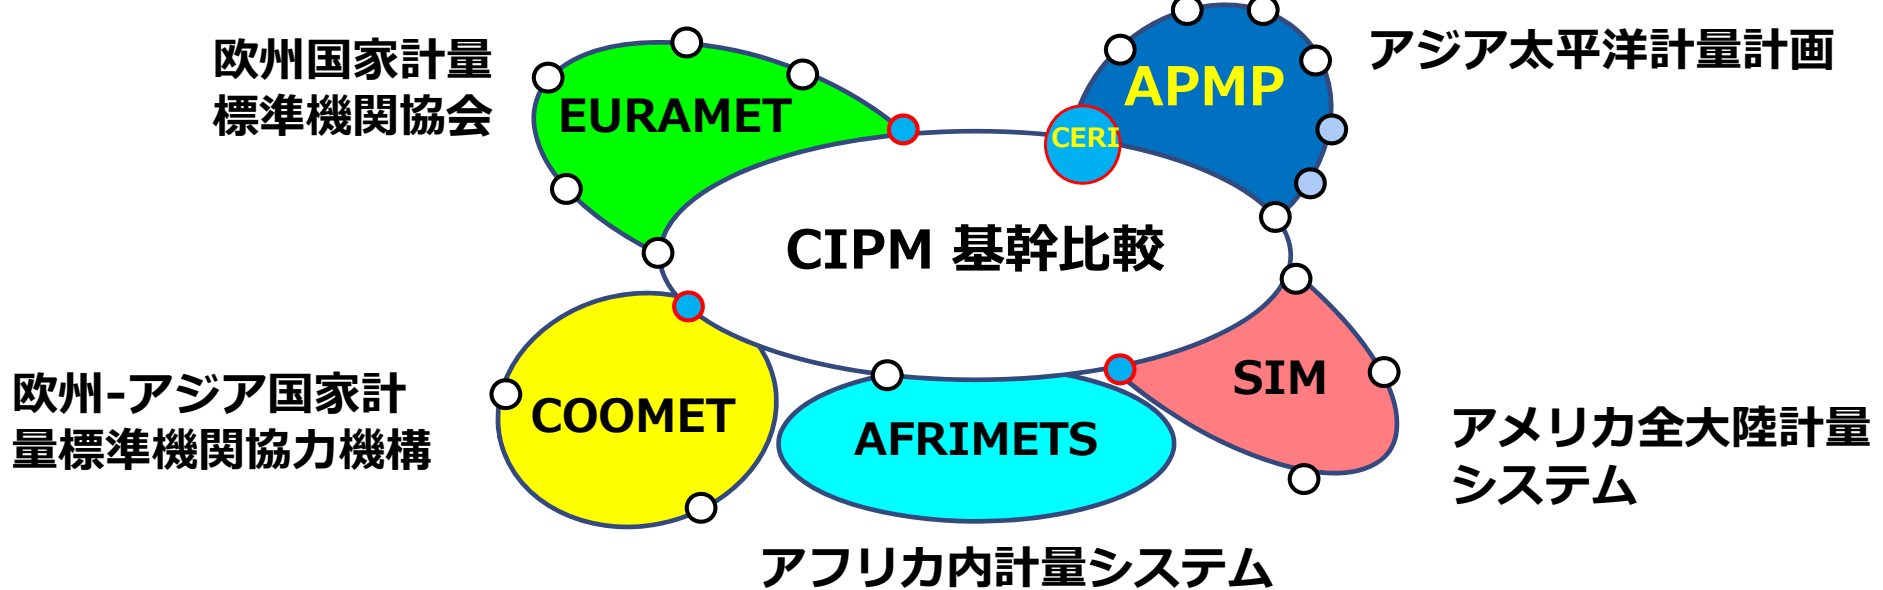 欧州国家計量
標準機関協会
EURAMET
APMP
アジア太平洋計量計画
CERI
CIPM 基幹比較
欧州-アジア国家計
量標準機関協力機構
COOMET
AFRIMETS
SIM
アメリカ全大陸計量
システム
アフリカ内計量システム